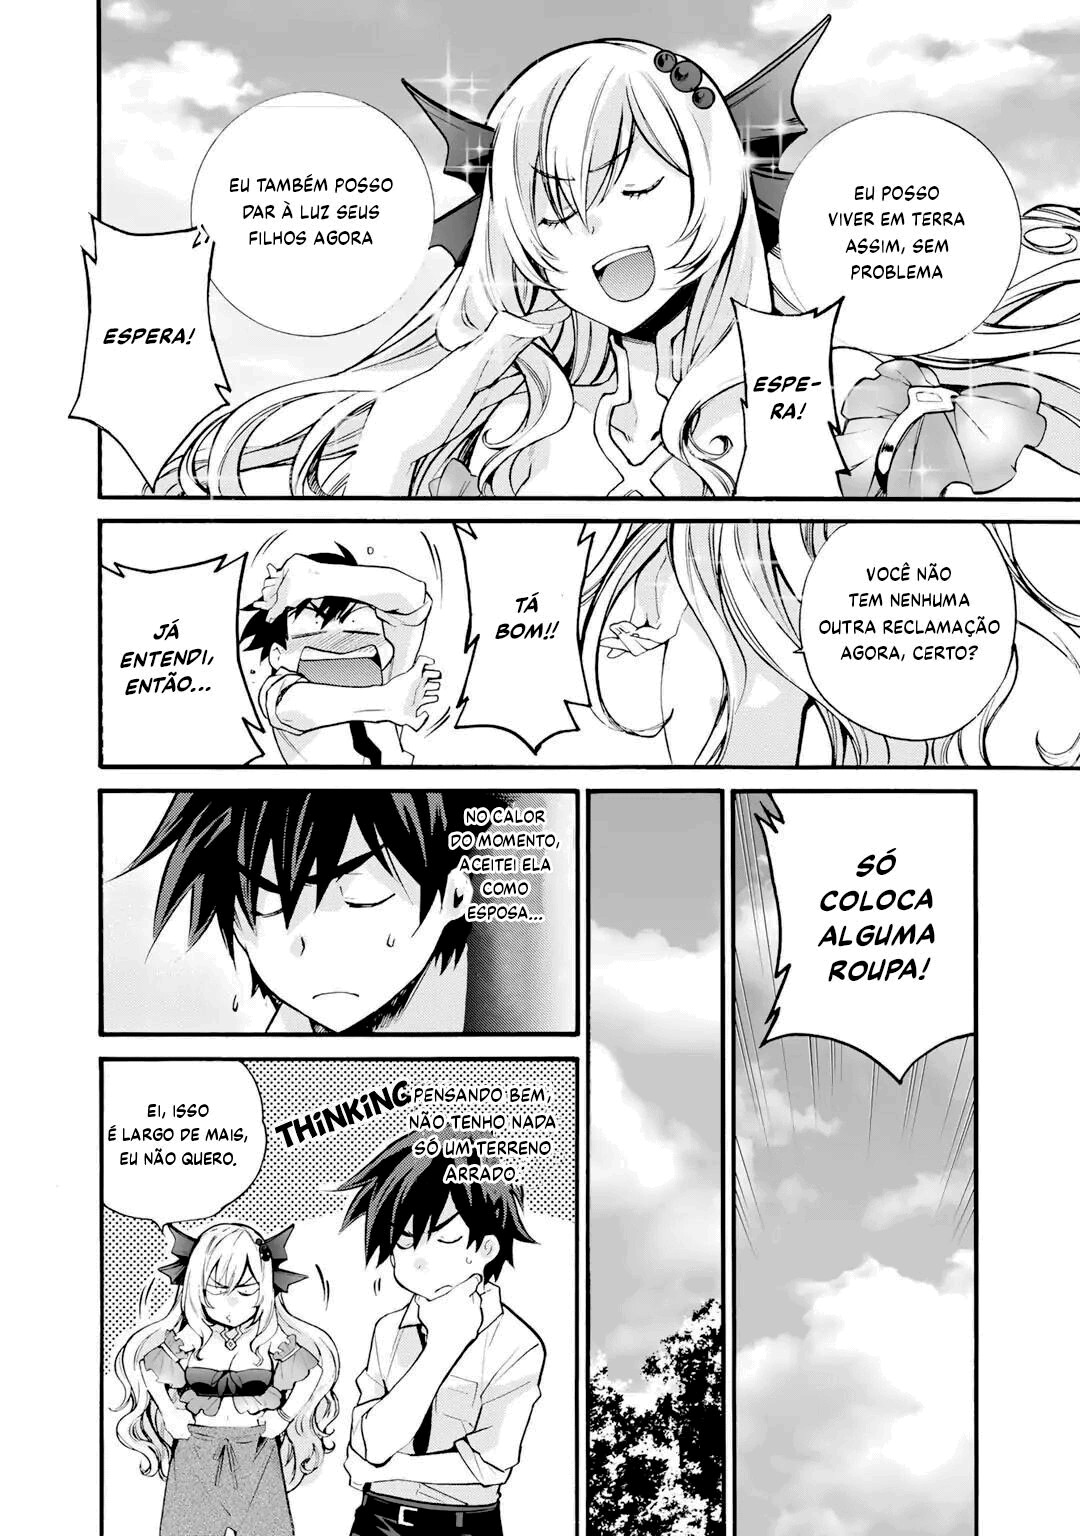 EU POSSO
VIVER EM TERRA
ASSIM, SEM
PROBLEMA
ESPE-
RA!
EU TAMBÉM POSSO
DAR À LUZ SEUS
FILHOS AGORA
ESPERA!
VOCÊ NÃO
TEM NENHUMA
OUTRA RECLAMAÇÃO
AGORA, CERTO?
TÁ
BOM!!
JÁ
ENTENDI,
ENTÃO...
SÓ
COLOCA
ALGUMA
ROUPA!
NO CALOR
DO MOMENTO,
ACEITEI ELA
COMO
ESPOSA...
PENSANDO BEM,
NÃO TENHO NADA
SÓ UM TERRENO
ARRADO.
THINKING
EI, ISSO
É LARGO DE MAIS,
EU NÃO QUERO.